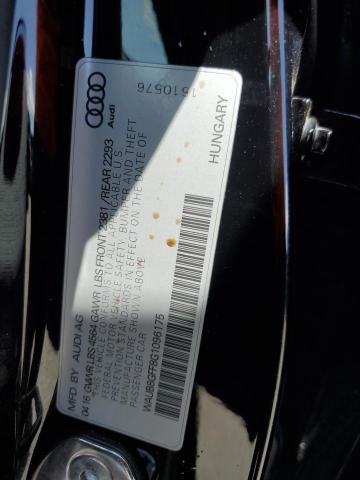 MFD BY AUDI AG
04 16 GVWR LBS 4564 GAWR LBS FRONT 2381 / REAR 2293
THIS VEHICLE CONFORMS TO ALL APPLICABLE U S
FEDERAL MOTOR VEHICLE SAFETY, BUMPER AND THEFT
PREVENTION STANDARDS IN EFFECT ON THE DATE OF
MANUFACTURE SHOWN ABOVE
PASSENGER CAR
WAUB8GFF8G1096175
HUNGARY
Audi
1510576